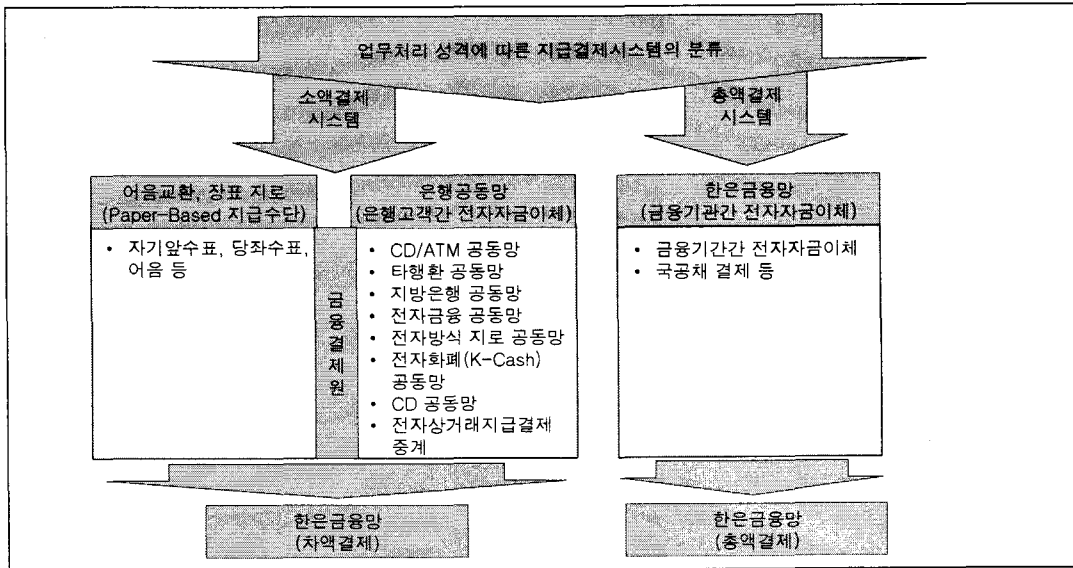 업무처리 성격에 따른 지급결제시스템의 분류
소액결제
시스템
총액결제
시스템
어음교환, 장표 지로
(Paper-Based 지급수단)
• 자기앞수표, 당좌수표,
어음 등
금융결제원
은행공동망
(은행고객간 전자자금이체)
• CD/ATM 공동망
• 타행환 공동망
• 지방은행 공동망
• 전자금융 공동망
• 전자방식 지로 공동망
• 전자화폐(K-Cash)
공동망
• CD 공동망
• 전자상거래지급결제
중계
한은금융망
(금융기관간 전자자금이체)
• 금융기간간 전자자금이체
• 국공채 결제 등
한은금융망
(차액결제)
한은금융망
(총액결제)